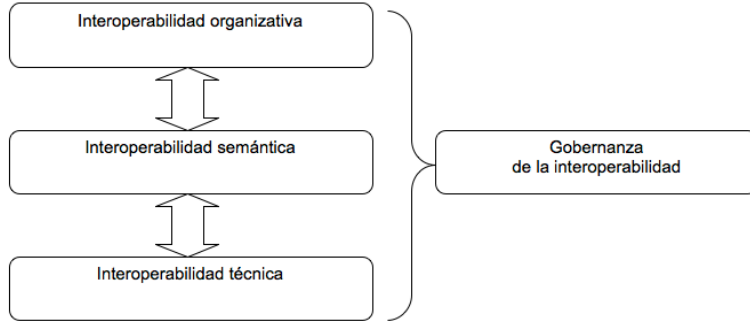 Interoperabilidad organizativa
Interoperabilidad semántica
Interoperabilidad técnica
Gobernanza
de la interoperabilidad